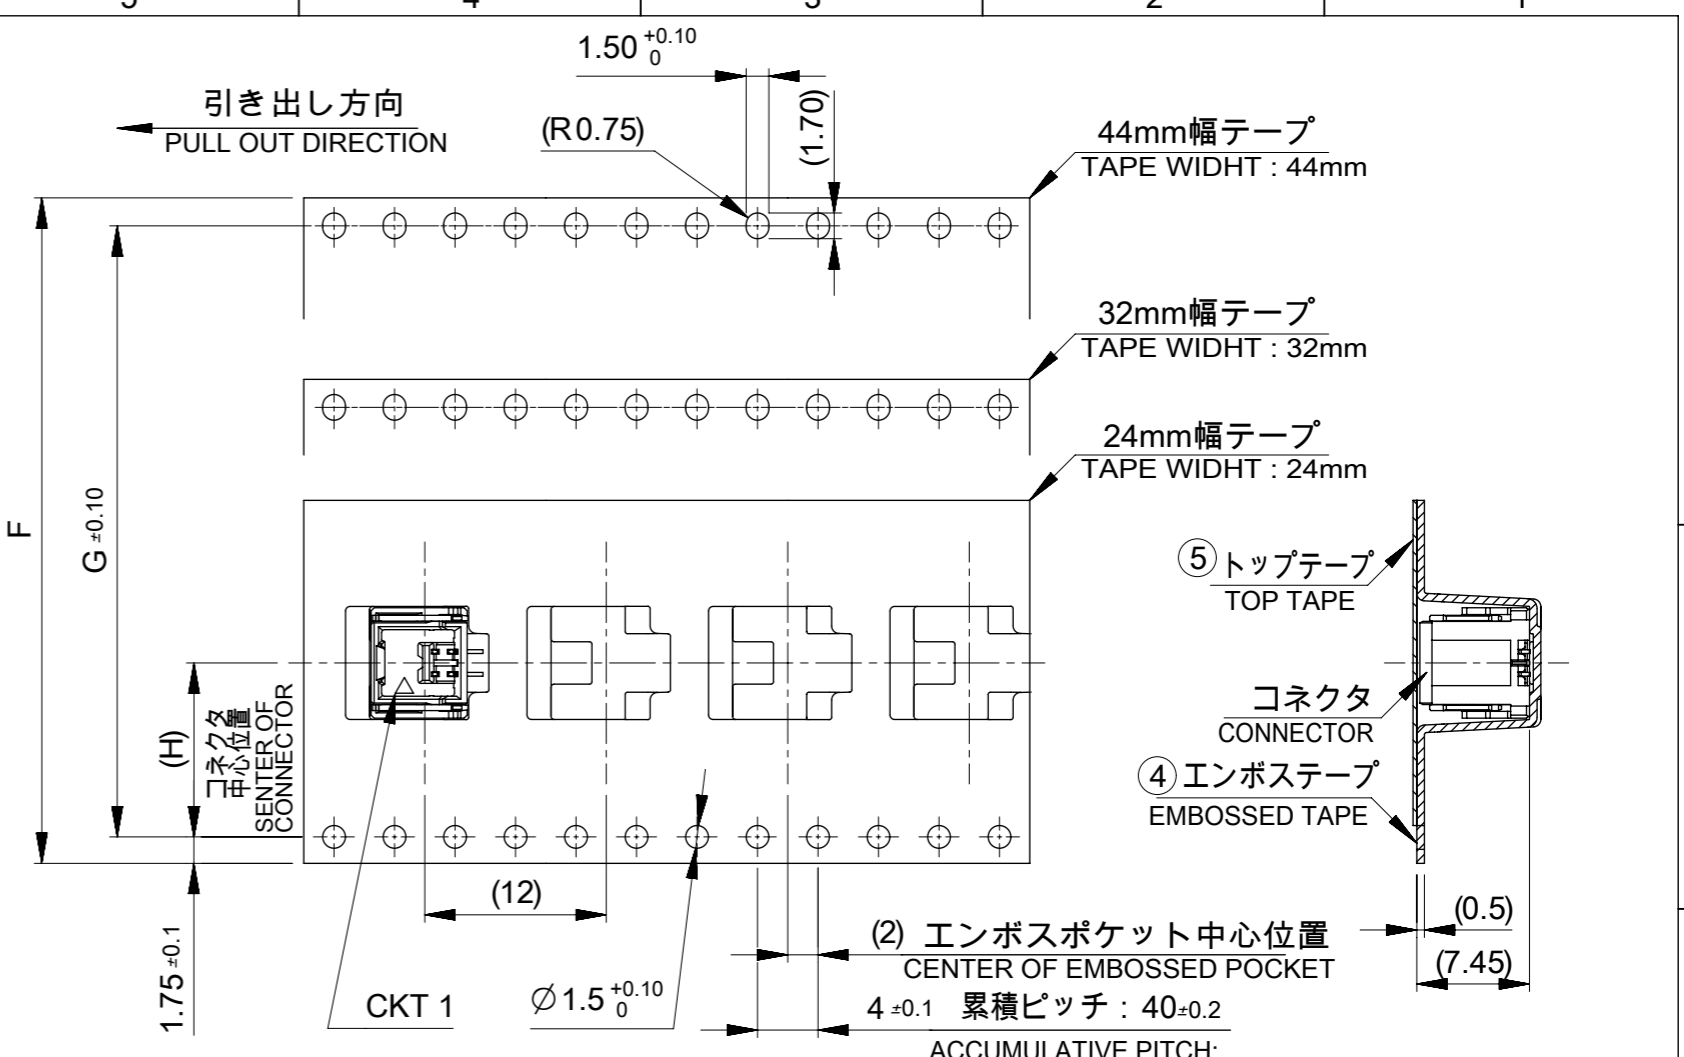 1.50 +0.10 0
引き出し方向
PULL OUT DIRECTION
(R0.75)
(1.70)
44mm幅テープ
TAPE WIDHT : 44mm
32mm幅テープ
TAPE WIDHT : 32mm
24mm幅テープ
TAPE WIDHT : 24mm
F
G ±0.10
(H)
コネクタ
中心位置
SENTER OF
CONNECTOR
1.75 ±0.1
⑤ トップテープ
TOP TAPE
コネクタ
CONNECTOR
④ エンボステープ
EMBOSSED TAPE
(12)
(0.5)
(7.45)
(2) エンボスポケット中心位置
CENTER OF EMBOSSED POCKET
CKT 1
∅1.5 +0.10 0
4 ±0.1 累積ピッチ : 40±0.2
ACCUMULATIVE PITCH: